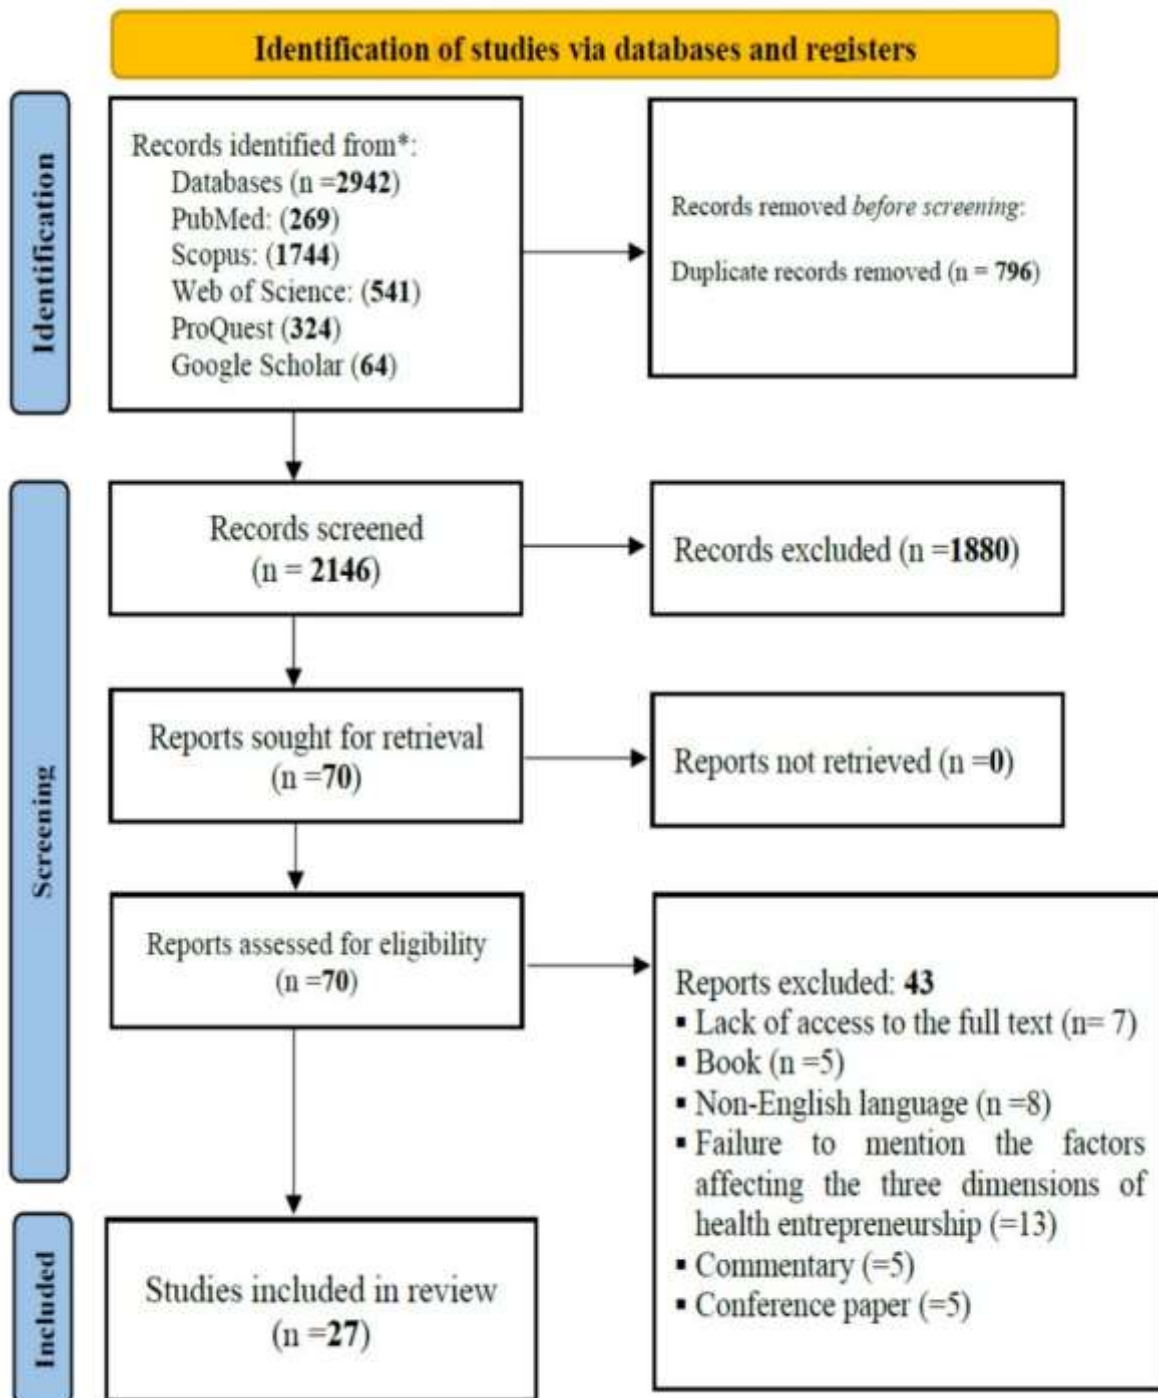 Identification of studies via databases and registers
Identification
Records identified from*:
Databases (n =2942)
PubMed: (269)
Scopus: (1744)
Web of Science: (541)
ProQuest (324)
Google Scholar (64)
Records removed before screening:
Duplicate records removed (n = 796)
Screening
Records screened
(n = 2146)
Records excluded (n =1880)
Reports sought for retrieval
(n =70)
Reports not retrieved (n =0)
Reports assessed for eligibility
(n =70)
Reports excluded: 43
▪ Lack of access to the full text (n= 7)
▪ Book (n =5)
▪ Non-English language (n =8)
▪ Failure to mention the factors
affecting the three dimensions of
health entrepreneurship (=13)
▪ Commentary (=5)
▪ Conference paper (=5)
Included
Studies included in review
(n =27)